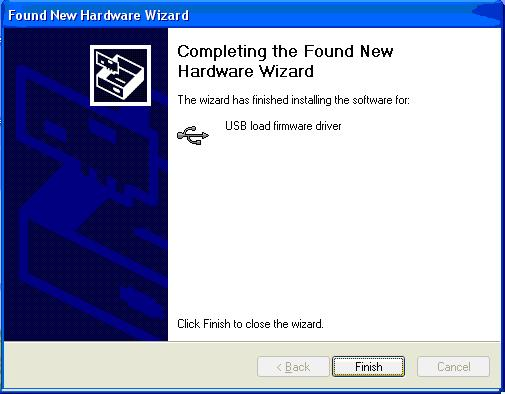 Found New Hardware Wizard
Completing the Found New
Hardware Wizard
The wizard has finished installing the software for:
USB load firmware driver
Click Finish to close the wizard.
< Back
Finish
Cancel